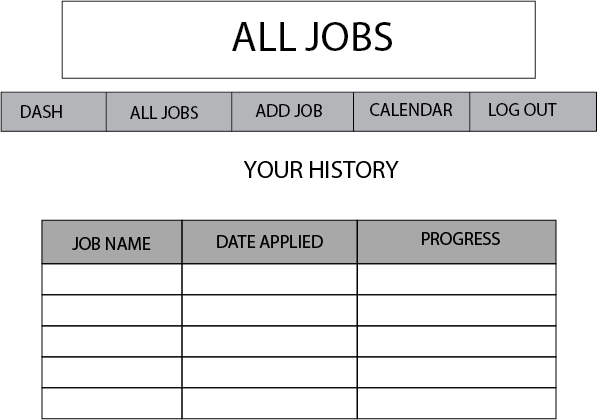 ALL JOBS
DASH ALL JOBS ADD JOB CALENDAR LOG OUT
YOUR HISTORY
JOB NAME DATE APPLIED PROGRESS